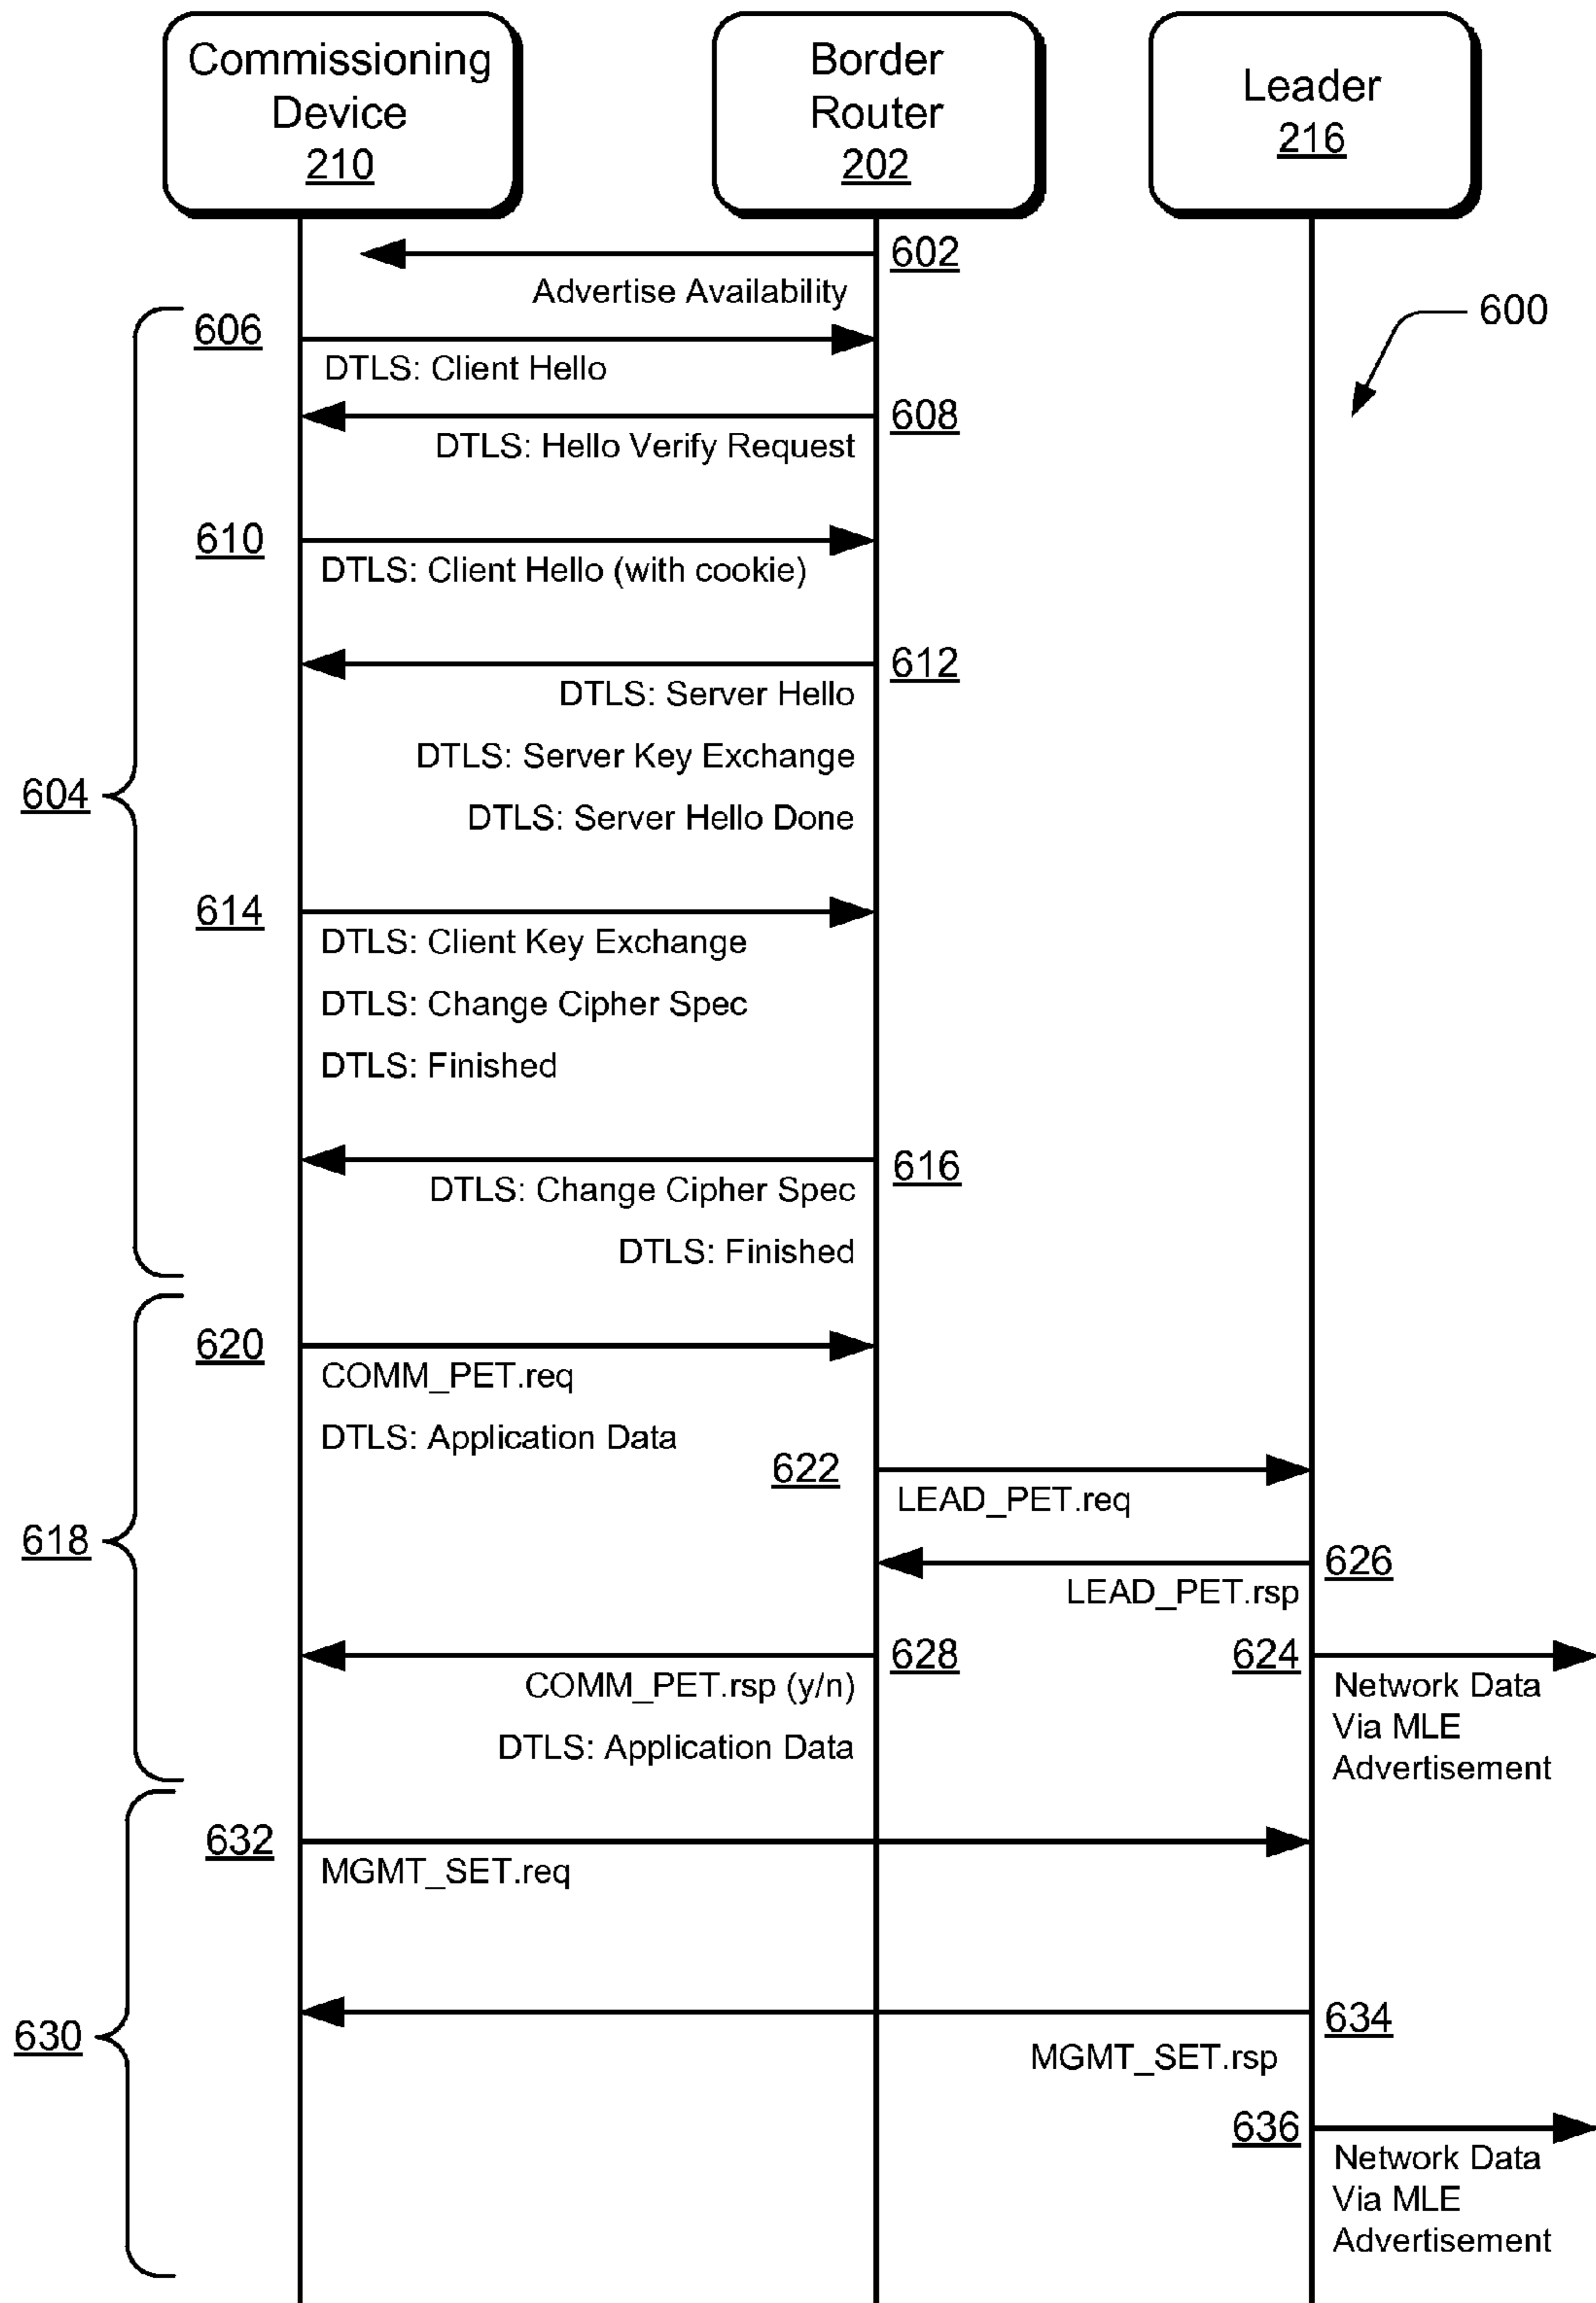 Commissioning
Device
210
Border
Router
202
Leader
216
602
Advertise Availability
600
606
DTLS: Client Hello
608
DTLS: Hello Verify Request
610
DTLS: Client Hello (with cookie)
612
DTLS: Server Hello
DTLS: Server Key Exchange
604
DTLS: Server Hello Done
614
DTLS: Client Key Exchange
DTLS: Change Cipher Spec
DTLS: Finished
616
DTLS: Change Cipher Spec
DTLS: Finished
620
COMM_PET.req
DTLS: Application Data
622
LEAD_PET.req
618
626
LEAD_PET.rsp
628
COMM_PET.rsp (y/n)
DTLS: Application Data
624
Network Data
Via MLE
Advertisement
632
MGMT_SET.req
630
634
MGMT_SET.rsp
636
Network Data
Via MLE
Advertisement